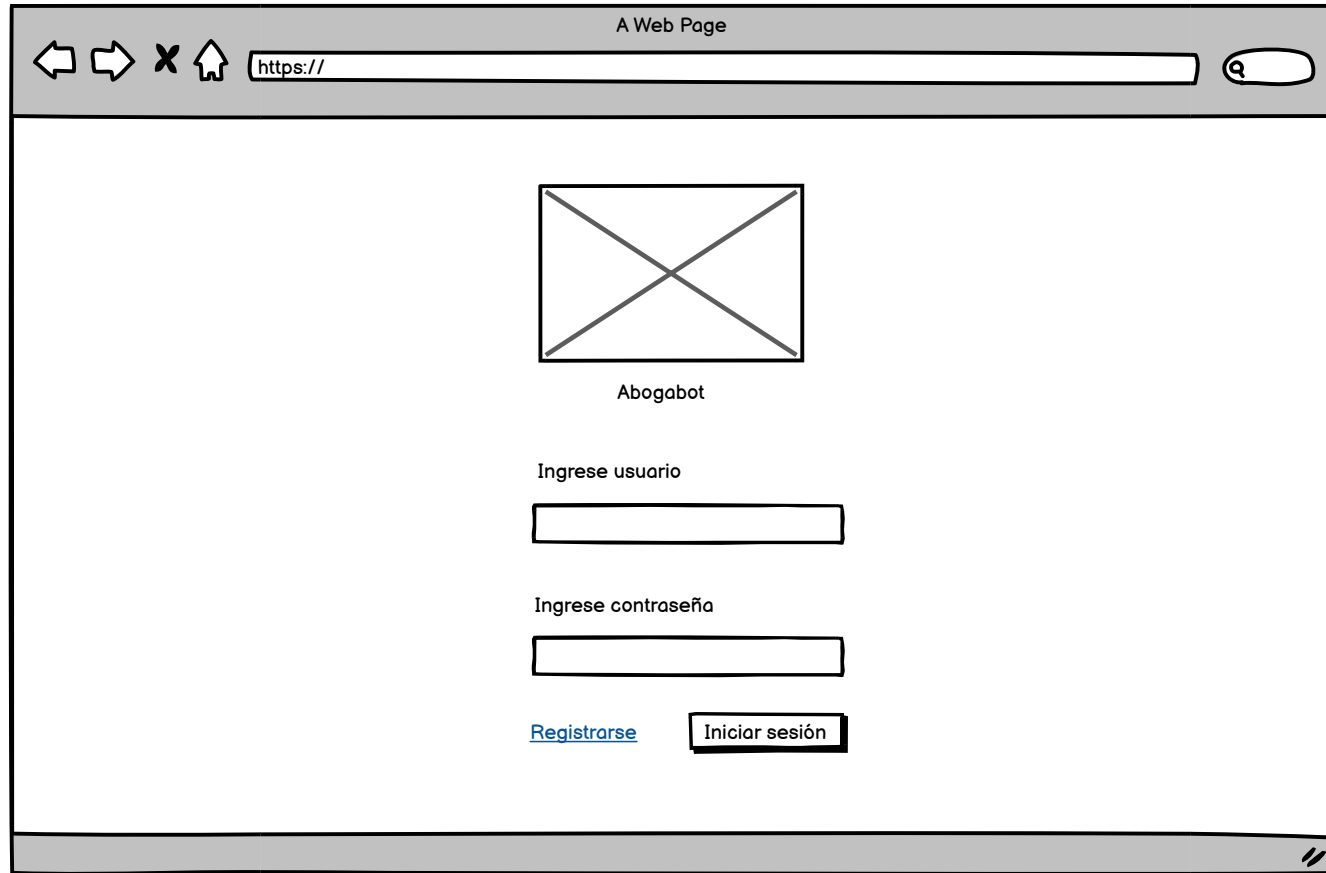 A Web Page
https://
Abogabot
Ingrese usuario
Ingrese contraseña
Registrarse
Iniciar sesión